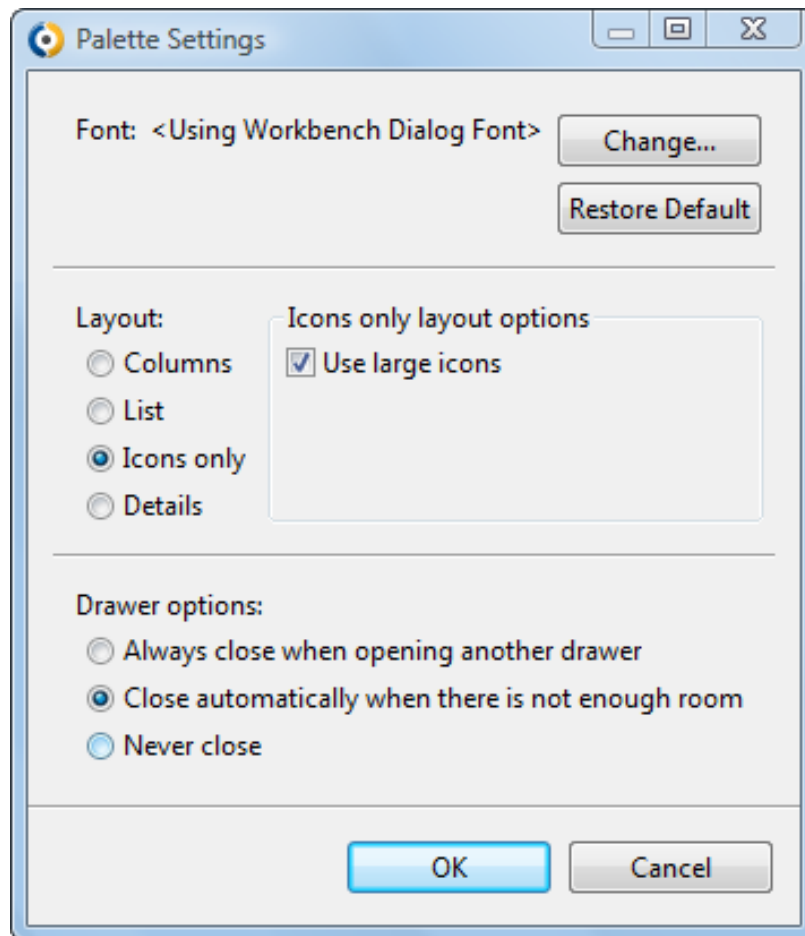 Palette Settings
Font: <Using Workbench Dialog Font>
Change...
Restore Default
Layout:
Icons only layout options
Columns
Use large icons
List
Icons only
Details
Drawer options:
Always close when opening another drawer
Close automatically when there is not enough room
Never close
OK
Cancel